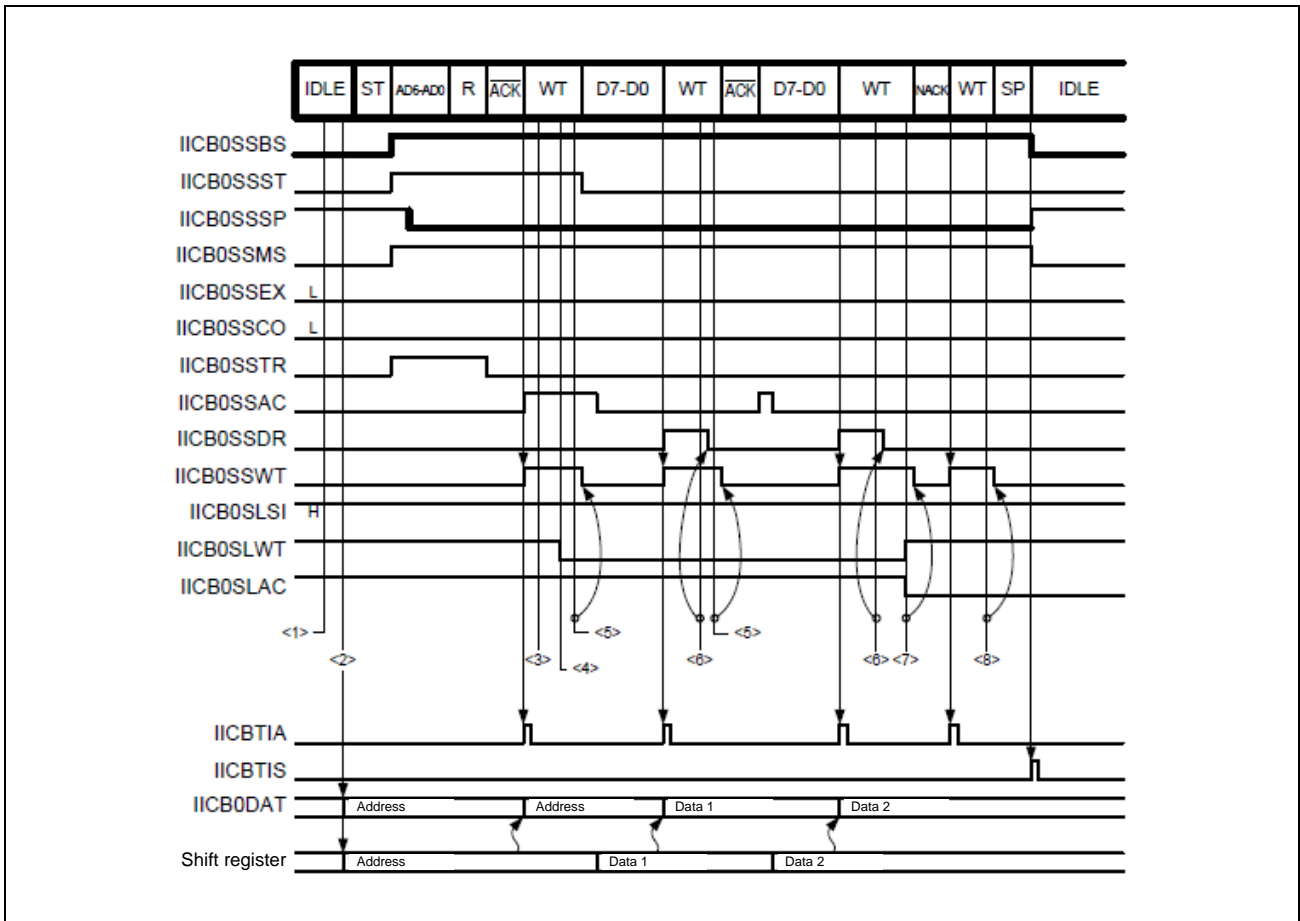 IDLE ST AD6-AD0 R ACK WT D7-D0 WT ACK D7-D0 WT NACK WT SP IDLE
IICB0SSBS
IICB0SSST
IICB0SSSP
IICB0SSMS
IICB0SSEX L
IICB0SSCO L
IICB0SSTR
IICB0SSAC
IICB0SSDR
IICB0SSWT
IICB0SLSI H
IICB0SLWT
IICB0SLAC
<1> <5> <5>
<2> <3> <4> <6> <6> <7> <8>
IICBTIA
IICBTIS
IICB0DAT Address Address Data 1 Data 2
Shift register Address Data 1 Data 2